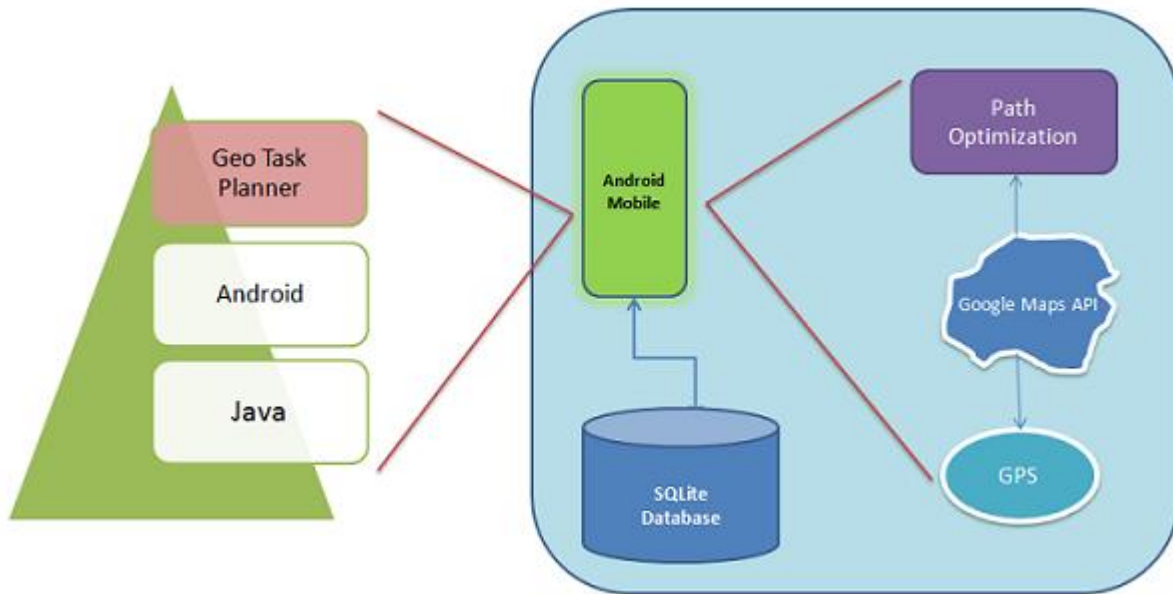 Geo Task
Planner
Android
Java
Android
Mobile
SQLite
Database
Path
Optimization
Google Maps API
GPS